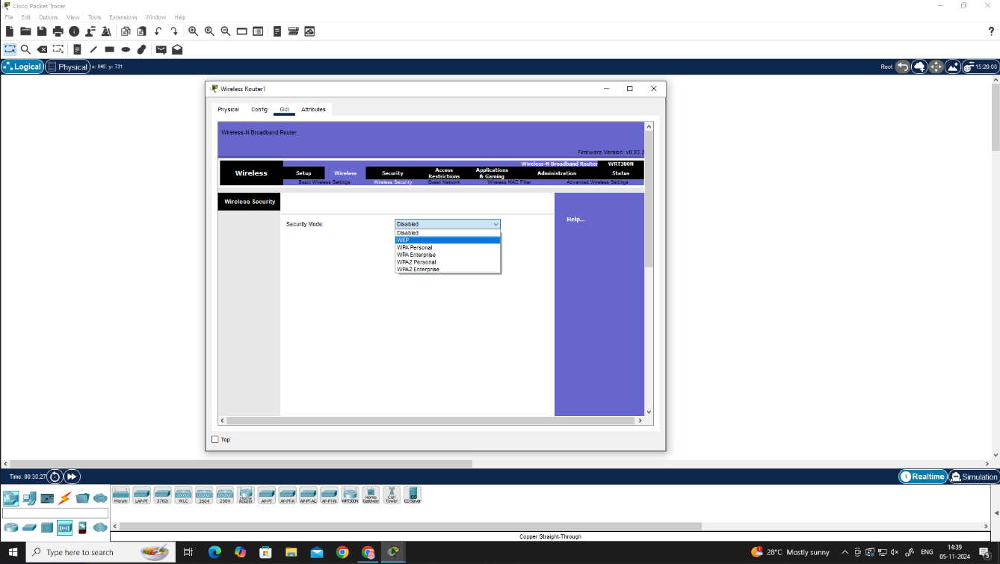 Cisco Packet Tracer
File Edit Options View Tools Extensions Window Help
?
Logical Physical x: 848, y: 731 Root 15:20:00
Wireless Router1
Physical Config GUI Attributes
Wireless-N Broadband Router
Firmware Version: v0.93.3
Wireless-N Broadband Router WRT300N
Wireless Setup Wireless Security Access Restrictions Applications & Gaming Administration Status
Basic Wireless Settings Wireless Security Guest Network Wireless MAC Filter Advanced Wireless Settings
Wireless Security
Help...
Security Mode: Disabled
Disabled
WEP
WPA Personal
WPA Enterprise
WPA2 Personal
WPA2 Enterprise
Top
Time: 00:30:27 Realtime Simulation
Meraki LAP-PT 3702I WLC 3504 2504 Home Router AP-PT AP-PT-A AP-PT-AC AP-PT-N WRT300N Home Gateway Cell Tower CO Server
Copper Straight-Through
Type here to search
28°C Mostly sunny ENG 14:39
05-11-2024
5